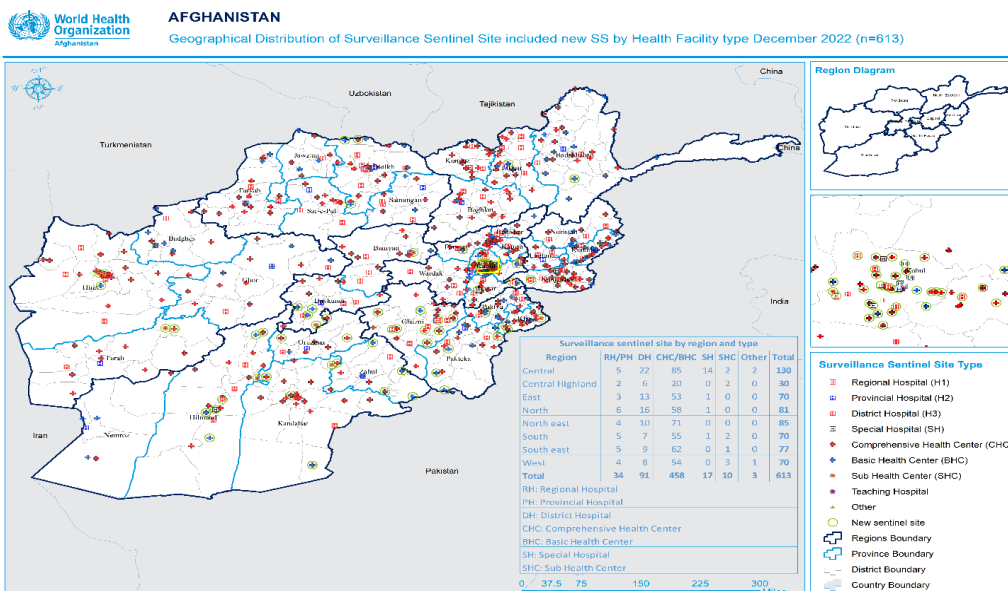 World Health
Organization
Afghanistan
AFGHANISTAN
Geographical Distribution of Surveillance Sentinel Site included new SS by Health Facility type December 2022 (n=613)
China
Uzbokistan
Tajikistan
Turkmenistan
China
Jawzjan
Balkh
Kunduz
Badakhshan
Faryab
Samangan
Sar-e-Pul
Baghlan
Badghes
Bamyan
Nuristan
Hirat
Ghor
Wardak
Daykundi
Ghazni
Uruzgan
Paktika
Farah
Zabul
Hilmand
Kandahar
Nemroz
Iran
Pakistan
India
Surveillance sentinel site by region and type
Region RH/PH DH CHC/BHC SH SHC Other Total
Central 5 22 85 14 2 2 130
Central Highland 2 6 20 0 2 0 30
East 3 13 53 1 0 0 70
North 6 16 58 1 0 0 81
North east 4 10 71 0 0 0 85
South 5 7 55 1 2 0 70
South east 5 9 62 0 1 0 77
West 4 8 54 0 3 1 70
Total 34 91 458 17 10 3 613
RH: Regional Hospital
PH: Provincial Hospital
DH: District Hospital
CHC: Comprehensive Health Center
BHC: Basic Health Center
SH: Special Hospital
SHC: Sub Health Center
0 37.5 75 150 225 300
Miles
Region Diagram
Kabul
Surveillance Sentinel Site Type
Regional Hospital (H1)
Provincial Hospital (H2)
District Hospital (H3)
Special Hospital (SH)
Comprehensive Health Center (CHC
Basic Health Center (BHC)
Sub Health Center (SHC)
Teaching Hospital
Other
New sentinel site
Regions Boundary
Province Boundary
District Boundary
Country Boundary